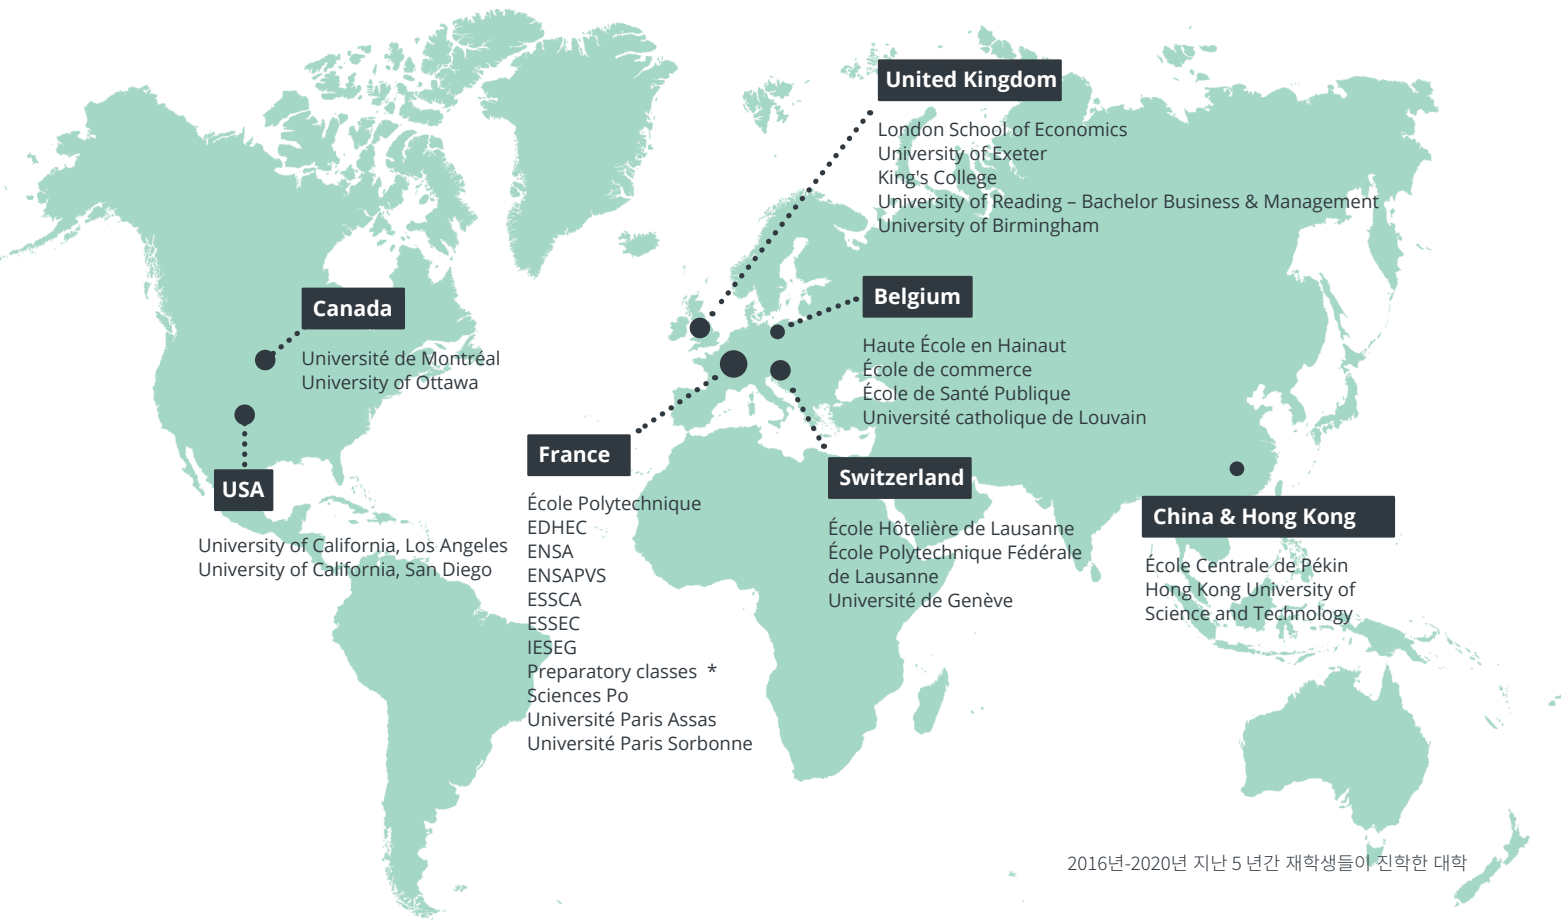 United Kingdom
London School of Economics
University of Exeter
King's College
University of Reading – Bachelor Business & Management
University of Birmingham
Canada
Université de Montréal
University of Ottawa
Belgium
Haute École en Hainaut
École de commerce
École de Santé Publique
Université catholique de Louvain
USA
University of California, Los Angeles
University of California, San Diego
France
École Polytechnique
EDHEC
ENSA
ENSAPVS
ESSCA
ESSEC
IESEG
Preparatory classes *
Sciences Po
Université Paris Assas
Université Paris Sorbonne
Switzerland
École Hôtelière de Lausanne
École Polytechnique Fédérale
de Lausanne
Université de Genève
China & Hong Kong
École Centrale de Pékin
Hong Kong University of
Science and Technology
2016년-2020년 지난 5 년간 재학생들이 진학한 대학